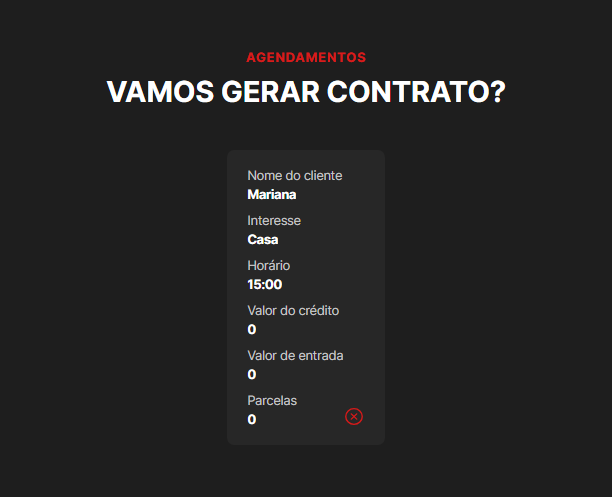 AGENDAMENTOS
VAMOS GERAR CONTRATO?
Nome do cliente
Mariana
Interesse
Casa
Horário
15:00
Valor do crédito
0
Valor de entrada
0
Parcelas
0